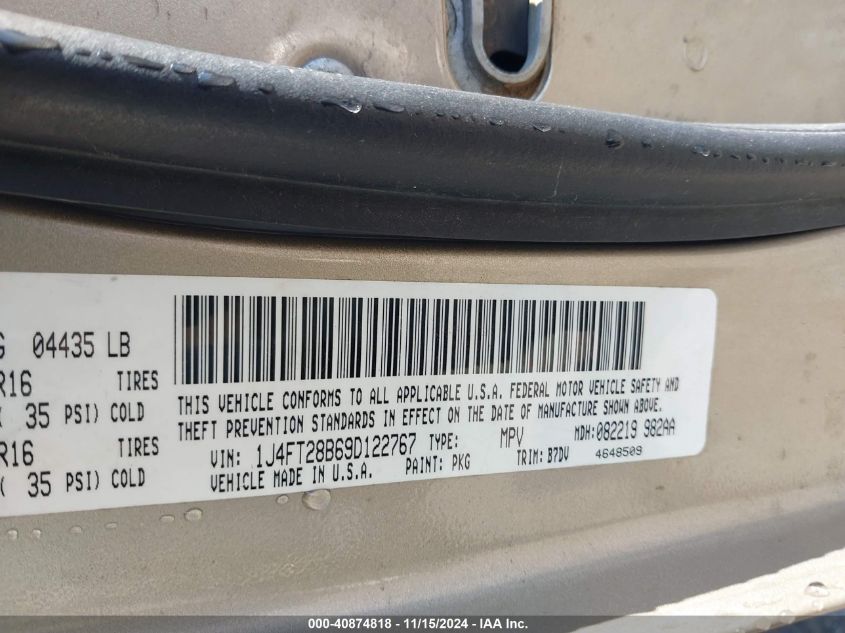 G 04435 LB
R16 TIRES
( 35 PSI) COLD
R16 TIRES
( 35 PSI) COLD
THIS VEHICLE CONFORMS TO ALL APPLICABLE U.S.A. FEDERAL MOTOR VEHICLE SAFETY AND
THEFT PREVENTION STANDARDS IN EFFECT ON THE DATE OF MANUFACTURE SHOWN ABOVE.
VIN: 1J4FT28B69D122767 TYPE: MPV MDH:082219 982AA
VEHICLE MADE IN U.S.A. PAINT: PKG TRIM: B7DV 4648509
000-40874818 - 11/15/2024 - IAA Inc.